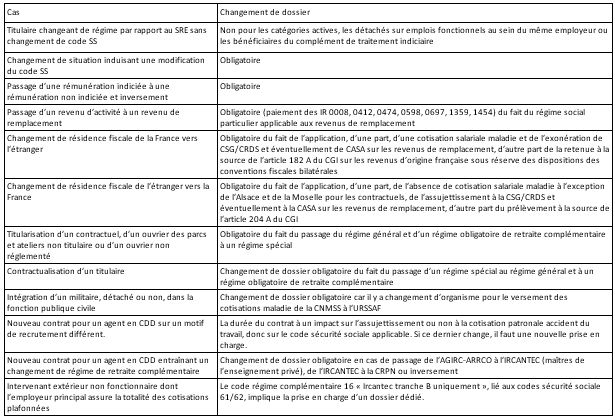 Cas
Changement de dossier
Titulaire changeant de régime par rapport au SRE sans
changement de code SS
Non pour les catégories actives, les détachés sur emplois fonctionnels au sein du même employeur ou
les bénéficiaires du complément de traitement indiciaire
Changement de situation induisant une modification
du code SS
Obligatoire
Passage d'une rémunération indiciée à une
rémunération non indiciée et inversement
Obligatoire
Passage d'un revenu d'activité à un revenu de
remplacement
Obligatoire (paiement des IR 0008, 0412, 0474, 0598, 0697, 1359, 1454) du fait du régime social
particulier applicable aux revenus de remplacement
Changement de résidence fiscale de la France vers
l'étranger
Obligatoire du fait de l'application, d'une part, d'une cotisation salariale maladie et de l'exonération de
CSG/CRDS et éventuellement de CASA sur les revenus de remplacement, d'autre part de la retenue à la
source de l'article 182 A du CGI sur les revenus d'origine française sous réserve des dispositions des
conventions fiscales bilatérales
Changement de résidence fiscale de l'étranger vers la
France
Obligatoire du fait de l'application, d'une part, de l'absence de cotisation salariale maladie à l'exception
de l'Alsace et de la Moselle pour les contractuels, de l'assujettissement à la CSG/CRDS et
éventuellement à la CASA sur les revenus de remplacement, d'autre part du prélèvement à la source de
l'article 204 A du CGI
Titularisation d'un contractuel, d'un ouvrier des parcs
et ateliers non titulaire ou d'un ouvrier non
réglementé
Obligatoire du fait du passage du régime général et d'un régime obligatoire de retraite complémentaire
à un régime spécial
Contractualisation d'un titulaire
Changement de dossier obligatoire du fait du passage d'un régime spécial au régime général et à un
régime obligatoire de retraite complémentaire
Intégration d'un militaire, détaché ou non, dans la
fonction publique civile
Changement de dossier obligatoire car il y a changement d'organisme pour le versement des
cotisations maladie de la CNMSS à l'URSSAF
Nouveau contrat pour un agent en CDD sur un motif
de recrutement différent.
La durée du contrat à un impact sur l'assujettissement ou non à la cotisation patronale accident du
travail, donc sur le code sécurité sociale applicable. Si ce dernier change, il faut une nouvelle prise en
charge.
Nouveau contrat pour un agent en CDD entraînant un
changement de régime de retraite complémentaire
Changement de dossier obligatoire en cas de passage de l'AGIRC-ARRCO à l'IRCANTEC (maîtres de
l'enseignement privé), de l'IRCANTEC à la CRPN ou inversement
Intervenant extérieur non fonctionnaire dont
l'employeur principal assure la totalité des cotisations
plafonnées
Le code régime complémentaire 16 « Ircantec tranche B uniquement », lié aux codes sécurité sociale
61/62, implique la prise en charge d'un dossier dédié.